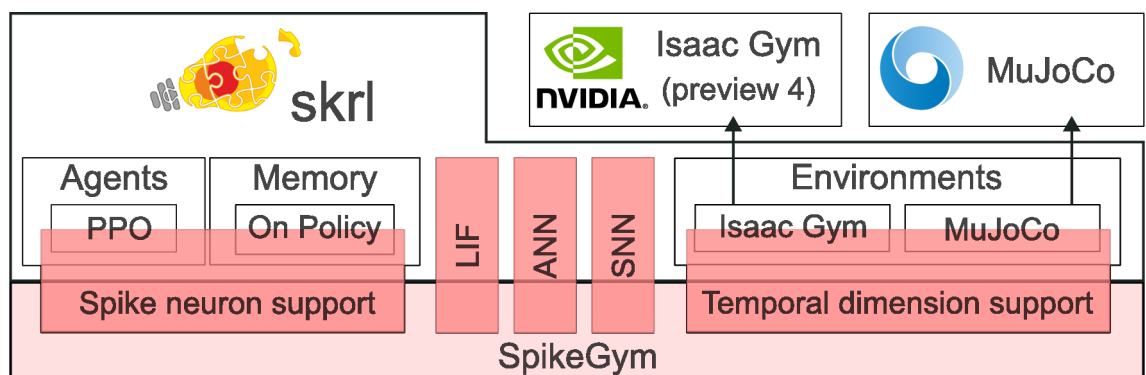 skrl
NVIDIA.
Isaac Gym
(preview 4)
MuJoCo
Agents
PPO
Memory
On Policy
LIF
ANN
SNN
Environments
Isaac Gym
MuJoCo
Spike neuron support
Temporal dimension support
SpikeGym